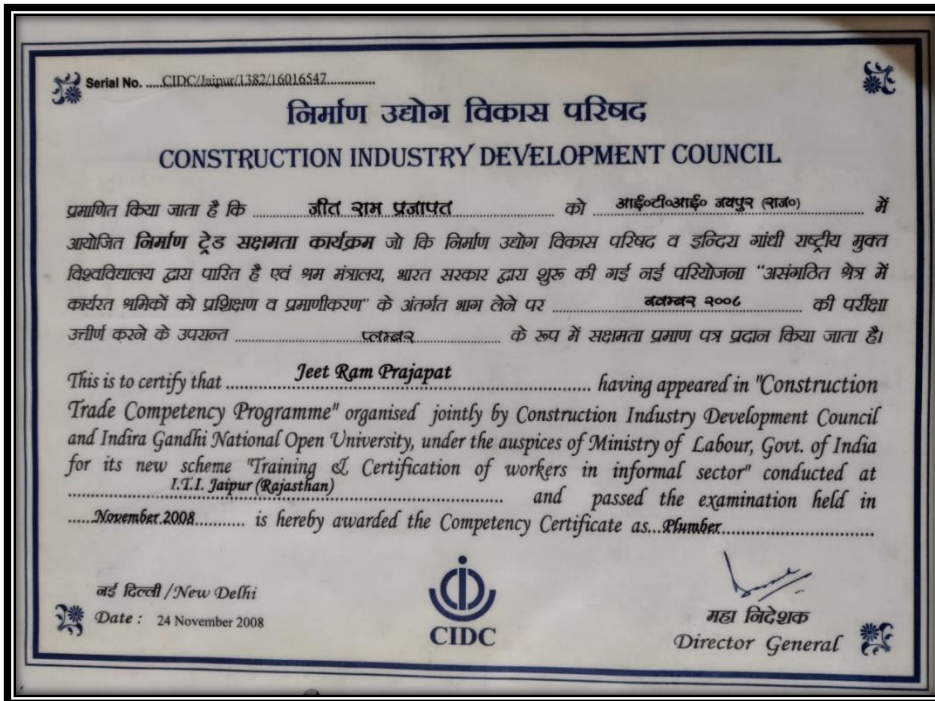 Serial No. .....CIDC/Jaipur/1382/16016547...............
निर्माण उद्योग विकास परिषद
CONSTRUCTION INDUSTRY DEVELOPMENT COUNCIL
प्रमाणित किया जाता है कि ............जीत राम प्रजापत.................. को .....आई०टी०आई० जयपुर (राज०)............ में
आयोजित निर्माण ट्रेड सक्षमता कार्यक्रम जो कि निर्माण उद्योग विकास परिषद व इन्दिरा गांधी राष्ट्रीय मुक्त
विश्वविद्यालय द्वारा पारित है एवं श्रम मंत्रालय, भारत सरकार द्वारा शुरू की गई नई परियोजना "असंगठित श्रेत्र में
कार्यरत श्रमिकों को प्रशिक्षण व प्रमाणीकरण" के अंतर्गत भाग लेने पर ..................नवम्बर २००८.................. की परीक्षा
उत्तीर्ण करने के उपरान्त ........................प्लम्बर........................ के रूप में सक्षमता प्रमाण पत्र प्रदान किया जाता है।
This is to certify that .............Jeet Ram Prajapat............................ having appeared in "Construction
Trade Competency Programme" organised jointly by Construction Industry Development Council
and Indira Gandhi National Open University, under the auspices of Ministry of Labour, Govt. of India
for its new scheme "Training & Certification of workers in informal sector" conducted at
....................I.T.I. Jaipur (Rajasthan)................................ and passed the examination held in
.....November 2008.......... is hereby awarded the Competency Certificate as...Plumber................................
नई दिल्ली /New Delhi
Date : 24 November 2008
CIDC
महा निदेशक
Director General